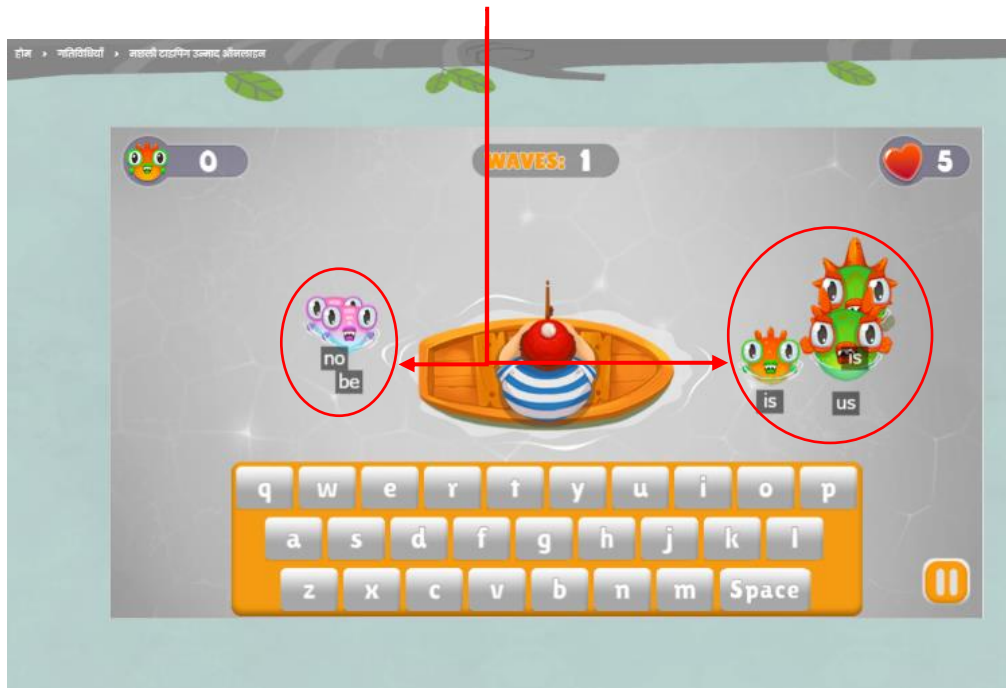 होम › गतिविधियाँ › मछली टाइपिंग उन्माद ऑनलाइन
0
WAVES: 1
5
no
be
is
is
us
q w e r t y u i o p
a s d f g h j k l
z x c v b n m Space